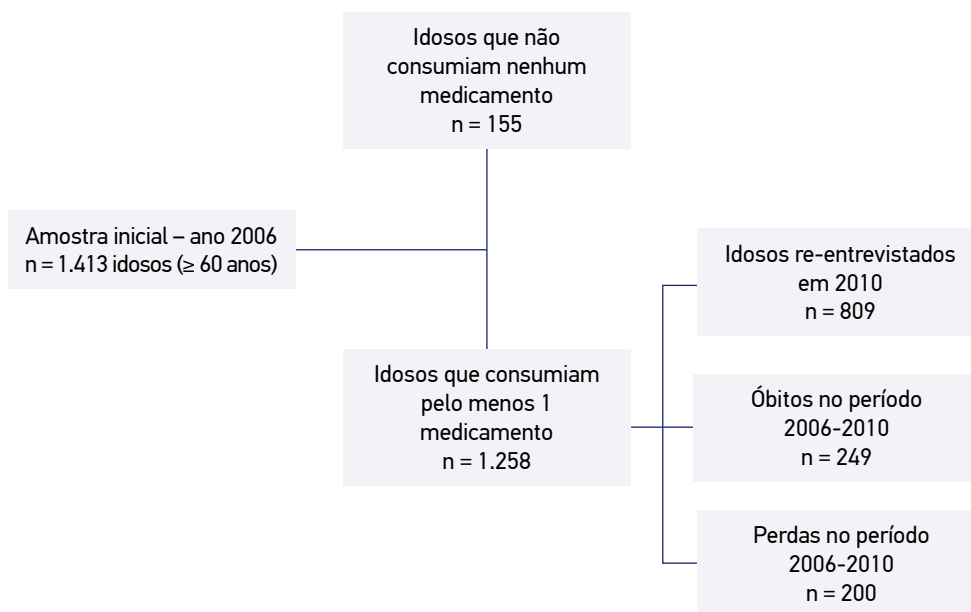 Idosos que não
consumiam nenhum
medicamento
n = 155
Amostra inicial – ano 2006
n = 1.413 idosos (≥ 60 anos)
Idosos que consumiam
pelo menos 1
medicamento
n = 1.258
Idosos re-entrevistados
em 2010
n = 809
Óbitos no período
2006-2010
n = 249
Perdas no período
2006-2010
n = 200